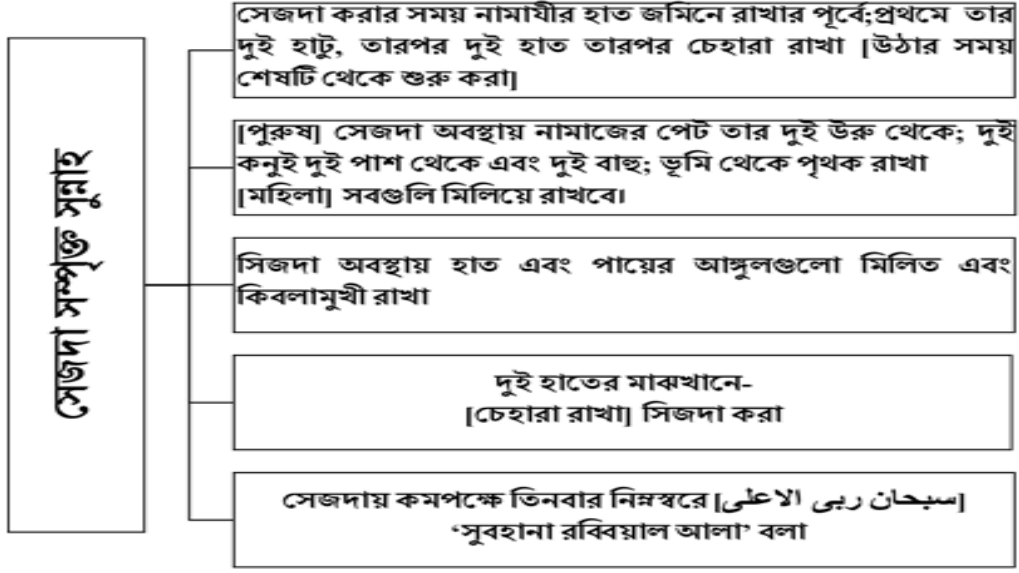 সেজদা সম্পৃক্ত সুন্নাহ
সেজদা করার সময় নামাযীর হাত জমিনে রাখার পূর্বে;প্রথমে তার
দুই হাটু, তারপর দুই হাত তারপর চেহারা রাখা [উঠার সময়
শেষটি থেকে শুরু করা]
[পুরুষ] সেজদা অবস্থায় নামাজের পেট তার দুই উরু থেকে; দুই
কনুই দুই পাশ থেকে এবং দুই বাহু; ভূমি থেকে পৃথক রাখা
[মহিলা] সবগুলি মিলিয়ে রাখবে।
সিজদা অবস্থায় হাত এবং পায়ের আঙ্গুলগুলো মিলিত এবং
কিবলামুখী রাখা
দুই হাতের মাঝখানে-
[চেহারা রাখা] সিজদা করা
সেজদায় কমপক্ষে তিনবার নিম্নস্বরে [سبحان ربى الاعلى]
‘সুবহানা রব্বিয়াল আলা’ বলা